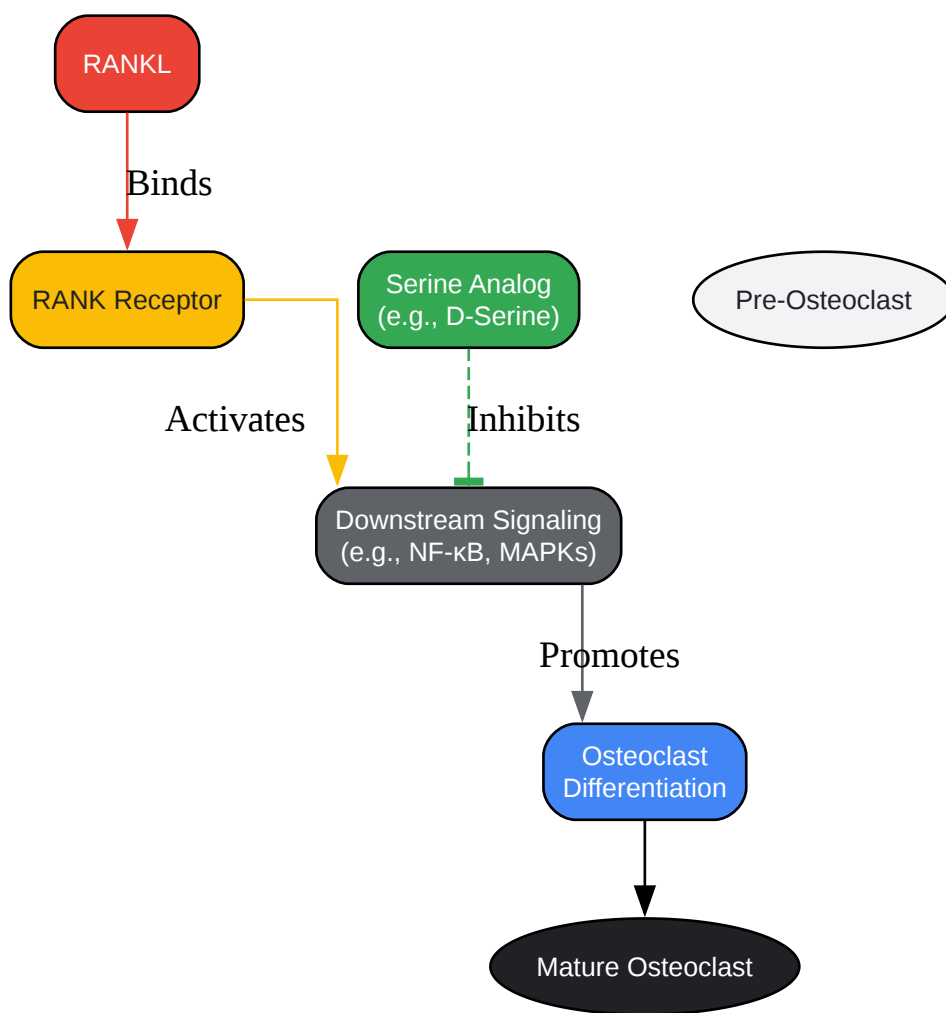 RANKL
Binds
RANK Receptor
Serine Analog
(e.g., D-Serine)
Pre-Osteoclast
Activates
Inhibits
Downstream Signaling
(e.g., NF-κB, MAPKs)
Promotes
Osteoclast
Differentiation
Mature Osteoclast